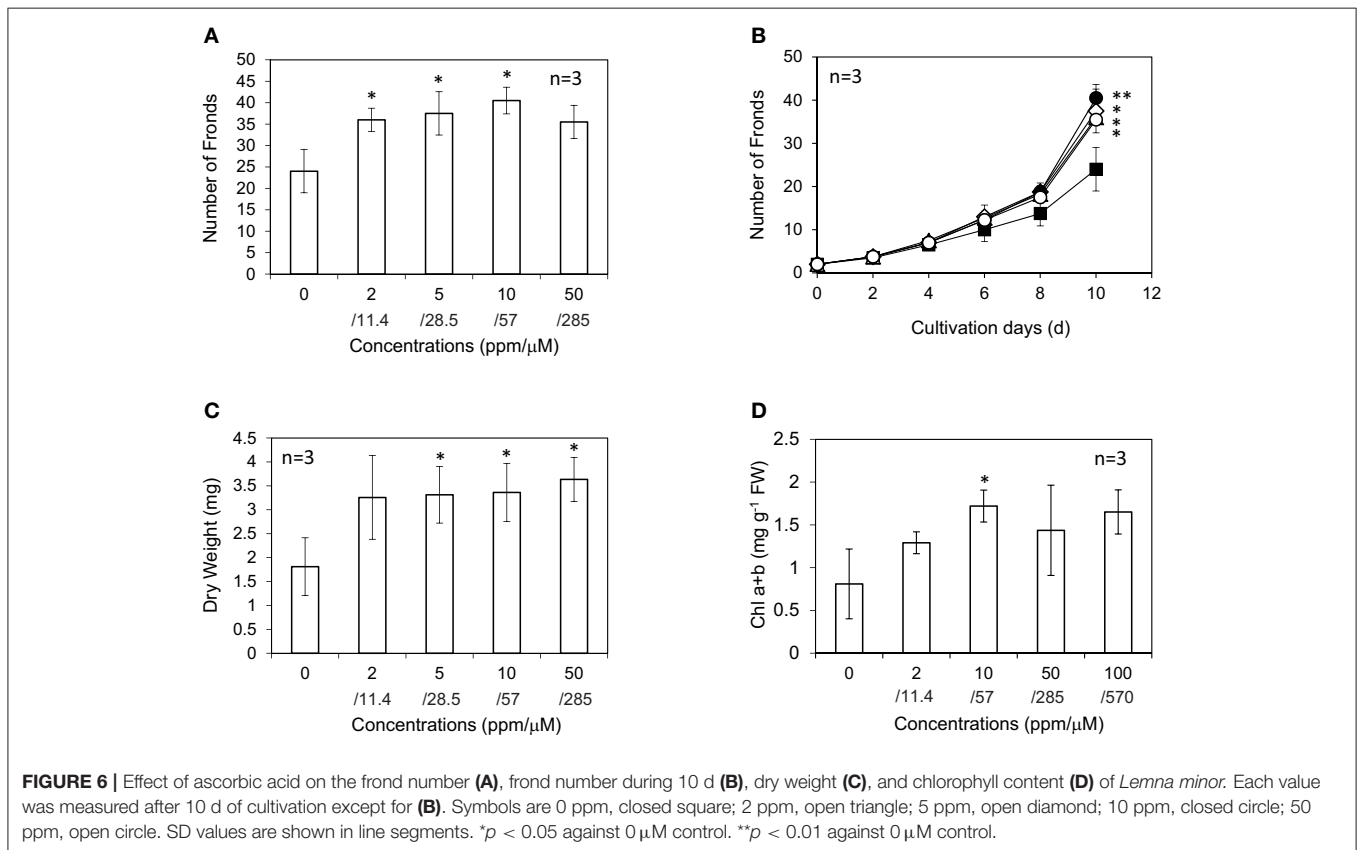 A
50
45
40
35
30
25
20
15
10
5
0
Number of Fronds
* * * n=3
0 2 5 10 50
/11.4 /28.5 /57 /285
Concentrations (ppm/μM)
B
50
40
30
20
10
0
Number of Fronds
n=3
**
*
*
*
0 2 4 6 8 10 12
Cultivation days (d)
C
4.5
4
3.5
3
2.5
2
1.5
1
0.5
0
Dry Weight (mg)
n=3 * * *
0 2 5 10 50
/11.4 /28.5 /57 /285
Concentrations (ppm/μM)
D
2.5
2
1.5
1
0.5
0
Chl a+b (mg g-1 FW)
* n=3
0 2 10 50 100
/11.4 /57 /285 /570
Concentrations (ppm/μM)
FIGURE 6 | Effect of ascorbic acid on the frond number (A), frond number during 10 d (B), dry weight (C), and chlorophyll content (D) of Lemna minor. Each value
was measured after 10 d of cultivation except for (B). Symbols are 0 ppm, closed square; 2 ppm, open triangle; 5 ppm, open diamond; 10 ppm, closed circle; 50
ppm, open circle. SD values are shown in line segments. *p < 0.05 against 0 μM control. **p < 0.01 against 0 μM control.